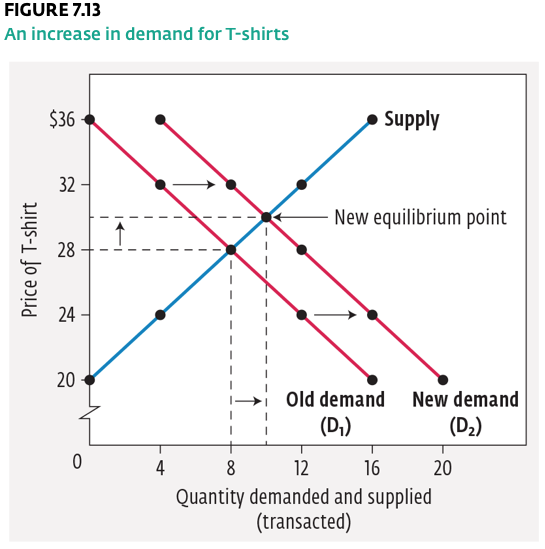 FIGURE 7.13
An increase in demand for T-shirts
$36
Supply
32
New equilibrium point
28
Price of T-shirt
24
20
Old demand
(D₁)
New demand
(D₂)
0
4
8
12
16
20
Quantity demanded and supplied
(transacted)